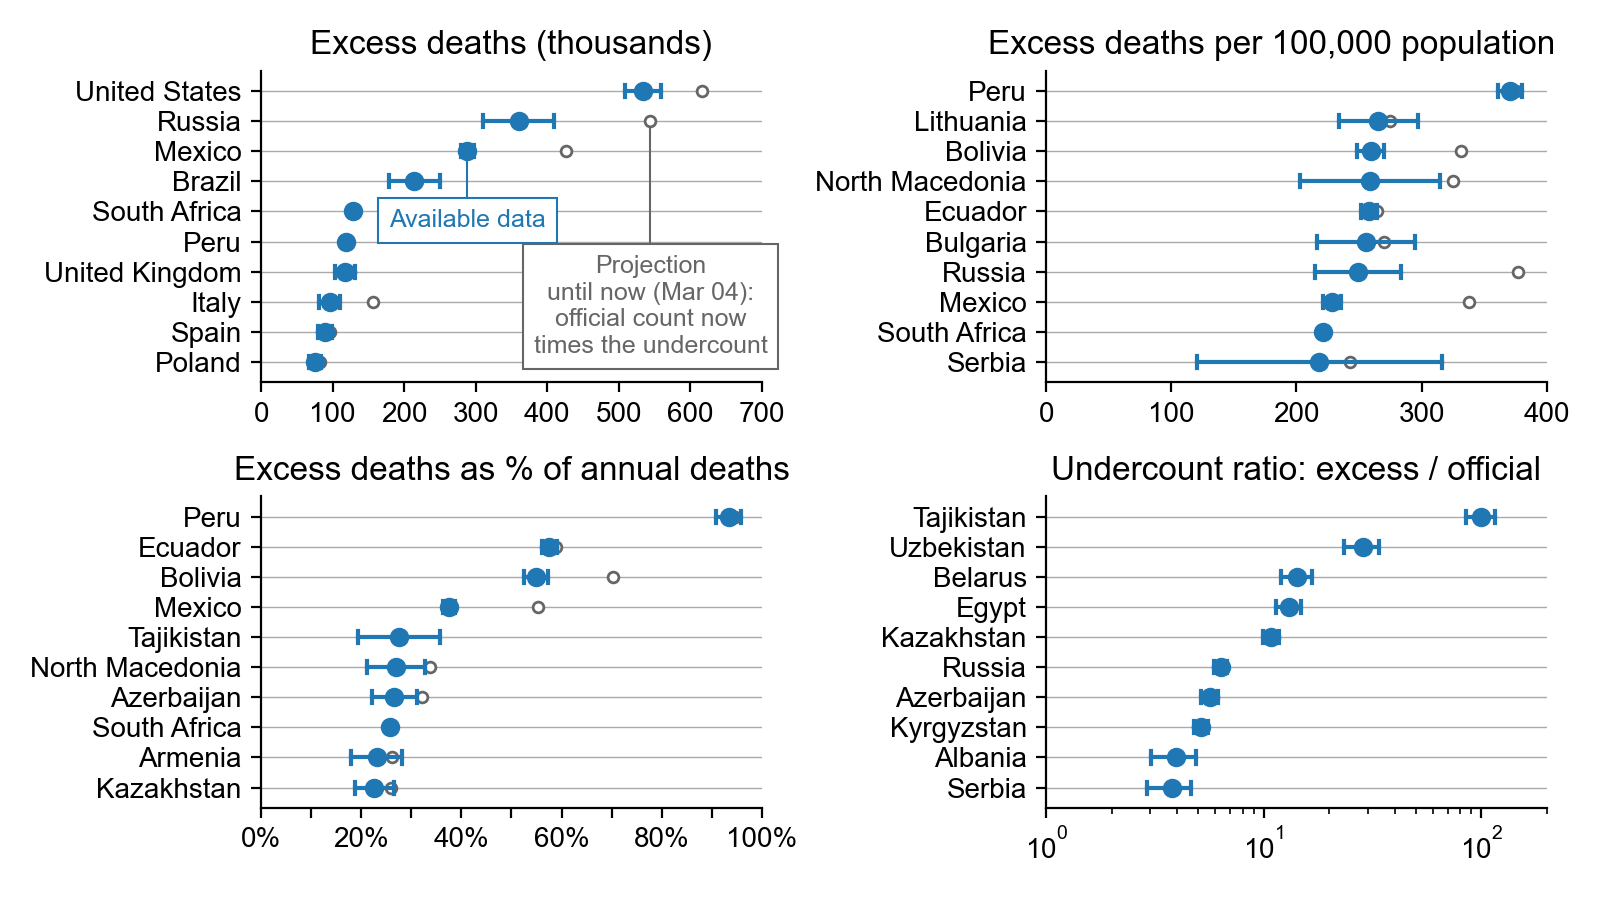 Excess deaths (thousands)
United States
Russia
Mexico
Brazil
South Africa
Peru
United Kingdom
Italy
Spain
Poland
Available data
Projection
until now (Mar 04):
official count now
times the undercount
0 100 200 300 400 500 600 700
Excess deaths per 100,000 population
Peru
Lithuania
Bolivia
North Macedonia
Ecuador
Bulgaria
Russia
Mexico
South Africa
Serbia
0 100 200 300 400
Excess deaths as % of annual deaths
Peru
Ecuador
Bolivia
Mexico
Tajikistan
North Macedonia
Azerbaijan
South Africa
Armenia
Kazakhstan
0% 20% 40% 60% 80% 100%
Undercount ratio: excess / official
Tajikistan
Uzbekistan
Belarus
Egypt
Kazakhstan
Russia
Azerbaijan
Kyrgyzstan
Albania
Serbia
10⁰ 10¹ 10²